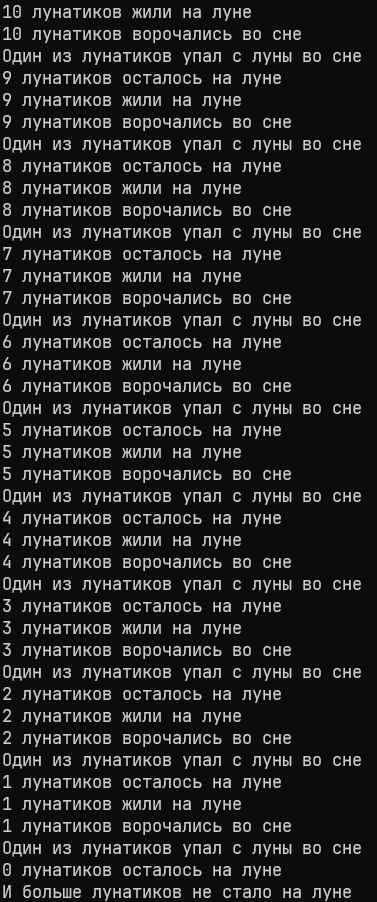 10 лунатиков жили на луне
10 лунатиков ворочались во сне
Один из лунатиков упал с луны во сне
9 лунатиков осталось на луне
9 лунатиков жили на луне
9 лунатиков ворочались во сне
Один из лунатиков упал с луны во сне
8 лунатиков осталось на луне
8 лунатиков жили на луне
8 лунатиков ворочались во сне
Один из лунатиков упал с луны во сне
7 лунатиков осталось на луне
7 лунатиков жили на луне
7 лунатиков ворочались во сне
Один из лунатиков упал с луны во сне
6 лунатиков осталось на луне
6 лунатиков жили на луне
6 лунатиков ворочались во сне
Один из лунатиков упал с луны во сне
5 лунатиков осталось на луне
5 лунатиков жили на луне
5 лунатиков ворочались во сне
Один из лунатиков упал с луны во сне
4 лунатиков осталось на луне
4 лунатиков жили на луне
4 лунатиков ворочались во сне
Один из лунатиков упал с луны во сне
3 лунатиков осталось на луне
3 лунатиков жили на луне
3 лунатиков ворочались во сне
Один из лунатиков упал с луны во сне
2 лунатиков осталось на луне
2 лунатиков жили на луне
2 лунатиков ворочались во сне
Один из лунатиков упал с луны во сне
1 лунатиков осталось на луне
1 лунатиков жили на луне
1 лунатиков ворочались во сне
Один из лунатиков упал с луны во сне
0 лунатиков осталось на луне
И больше лунатиков не стало на луне